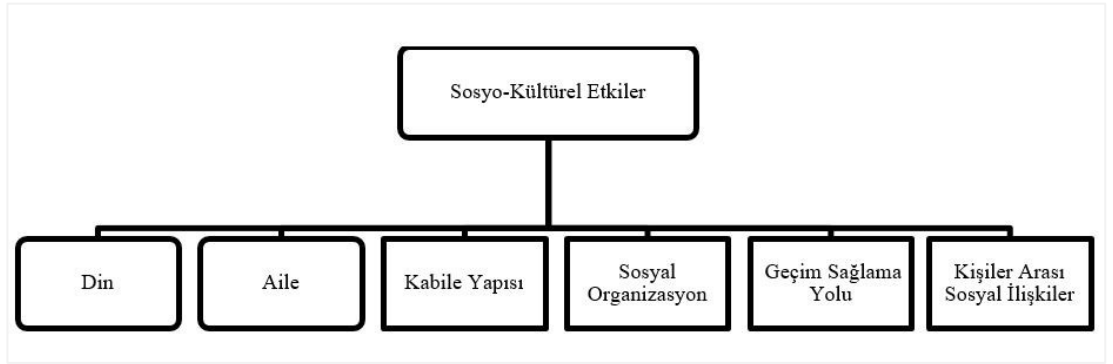 Sosyo-Kültürel Etkiler
Din
Aile
Kabile Yapısı
Sosyal
Organizasyon
Geçim Sağlama
Yolu
Kişiler Arası
Sosyal İlişkiler